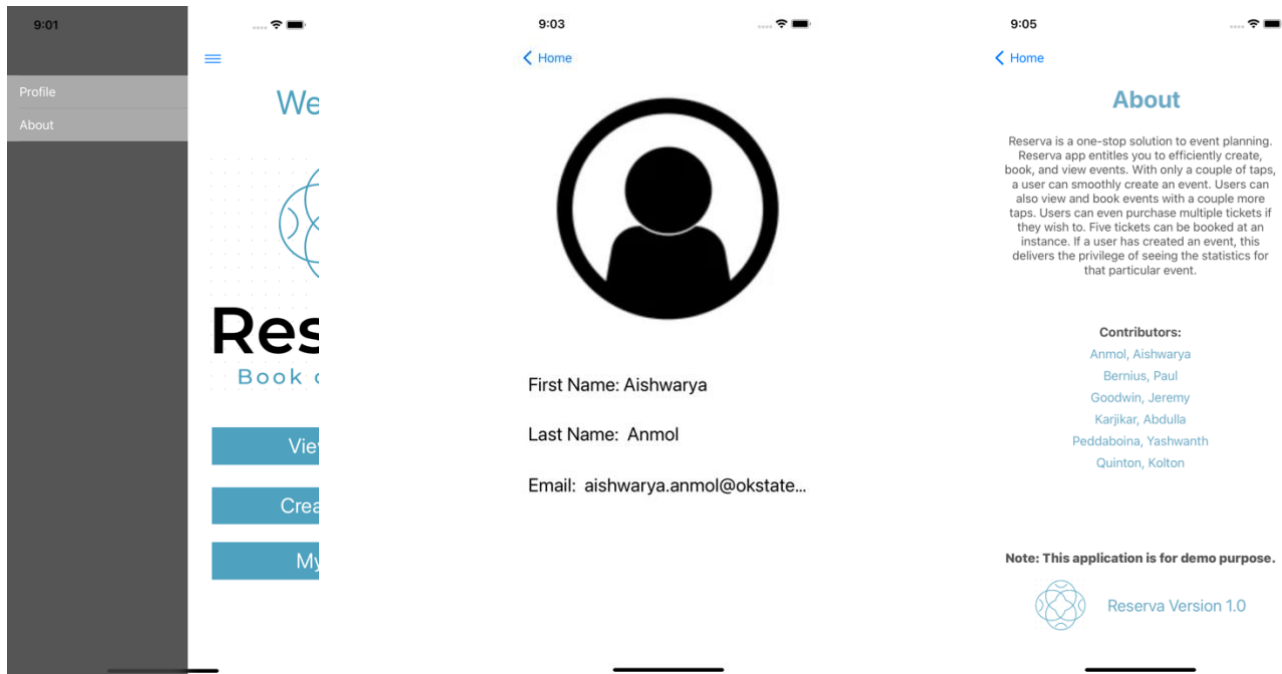 9:01
Profile
About
We
Res
Book
Vie
Crea
My
9:03
Home
First Name: Aishwarya
Last Name: Anmol
Email: aishwarya.anmol@okstate...
9:05
Home
About
Reserva is a one-stop solution to event planning.
Reserva app entitles you to efficiently create,
book, and view events. With only a couple of taps,
a user can smoothly create an event. Users can
also view and book events with a couple more
taps. Users can even purchase multiple tickets if
they wish to. Five tickets can be booked at an
instance. If a user has created an event, this
delivers the privilege of seeing the statistics for
that particular event.
Contributors:
Anmol, Aishwarya
Bernius, Paul
Goodwin, Jeremy
Karjikar, Abdulla
Peddaboina, Yashwanth
Quinton, Kolton
Note: This application is for demo purpose.
Reserva Version 1.0